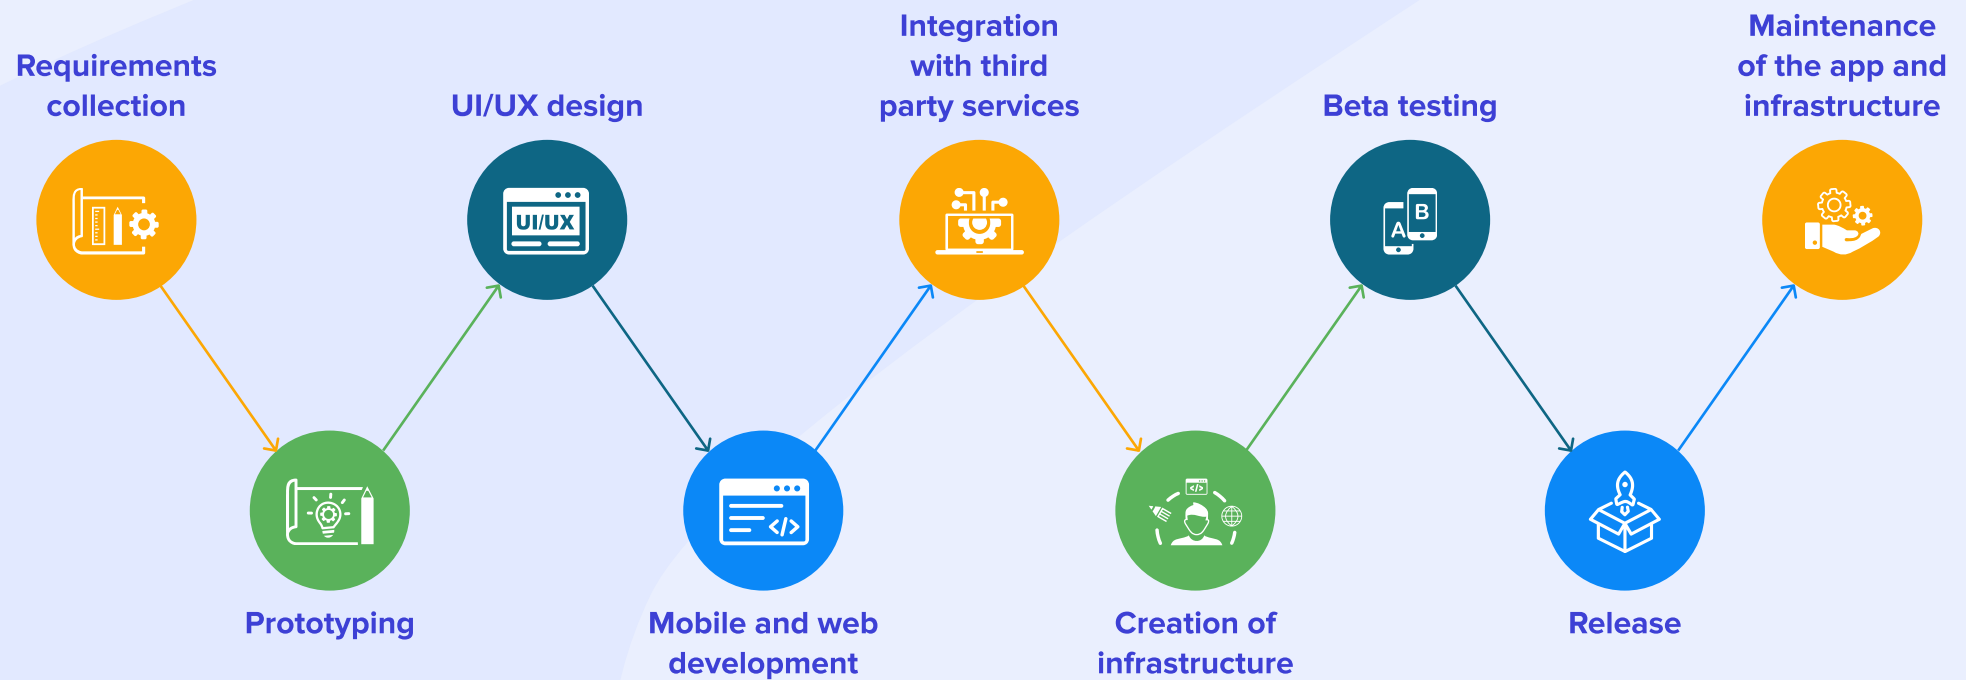 Requirements
collection
Prototyping
UI/UX design
UI/UX
Mobile and web
development
</>
Integration
with third
party services
Creation of
infrastructure
</>
Beta testing
A
B
Release
Maintenance
of the app and
infrastructure